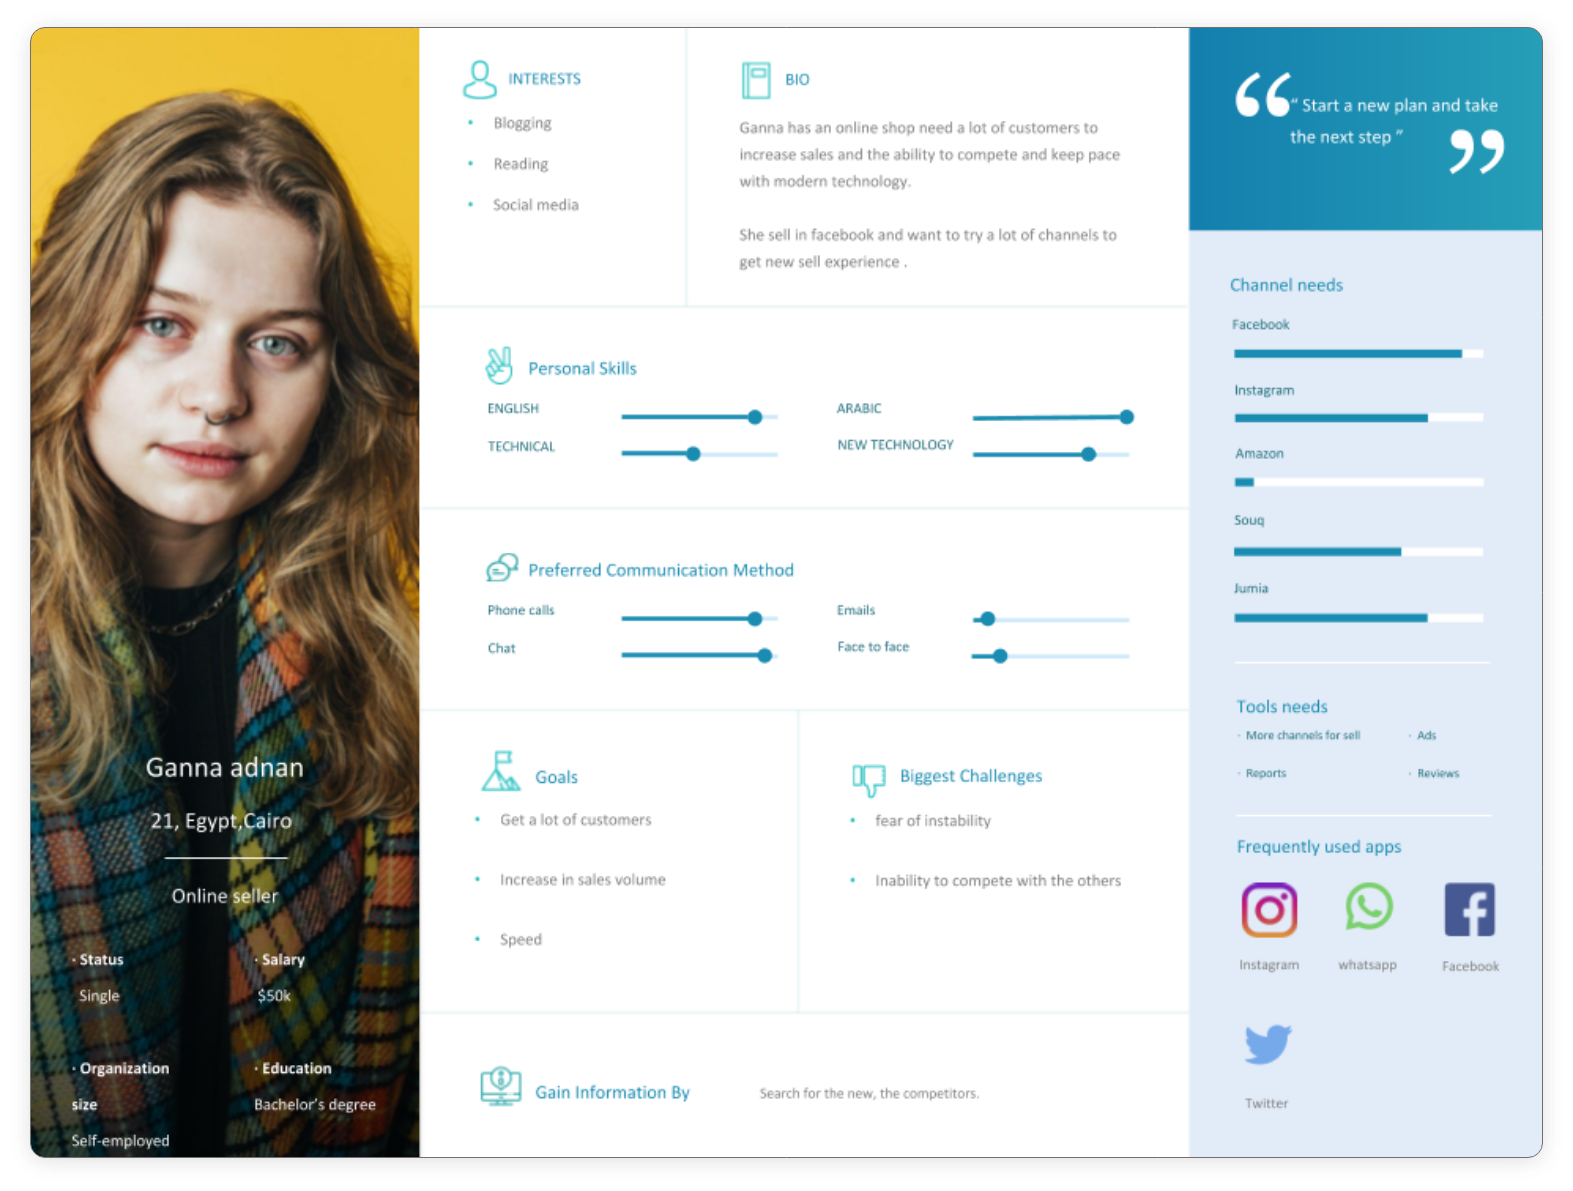 Ganna adnan
21, Egypt,Cairo
Online seller
· Status
Single
· Salary
$50k
· Organization
size
Self-employed
· Education
Bachelor's degree
INTERESTS
• Blogging
• Reading
• Social media
BIO
Ganna has an online shop need a lot of customers to
increase sales and the ability to compete and keep pace
with modern technology.
She sell in facebook and want to try a lot of channels to
get new sell experience .
Personal Skills
ENGLISH
ARABIC
TECHNICAL
NEW TECHNOLOGY
Preferred Communication Method
Phone calls
Emails
Chat
Face to face
Goals
• Get a lot of customers
• Increase in sales volume
• Speed
Biggest Challenges
• fear of instability
• Inability to compete with the others
Gain Information By
Search for the new, the competitors.
“ Start a new plan and take
the next step ”
Channel needs
Facebook
Instagram
Amazon
Souq
Jumia
Tools needs
· More channels for sell
· Ads
· Reports
· Reviews
Frequently used apps
Instagram
whatsapp
Facebook
Twitter